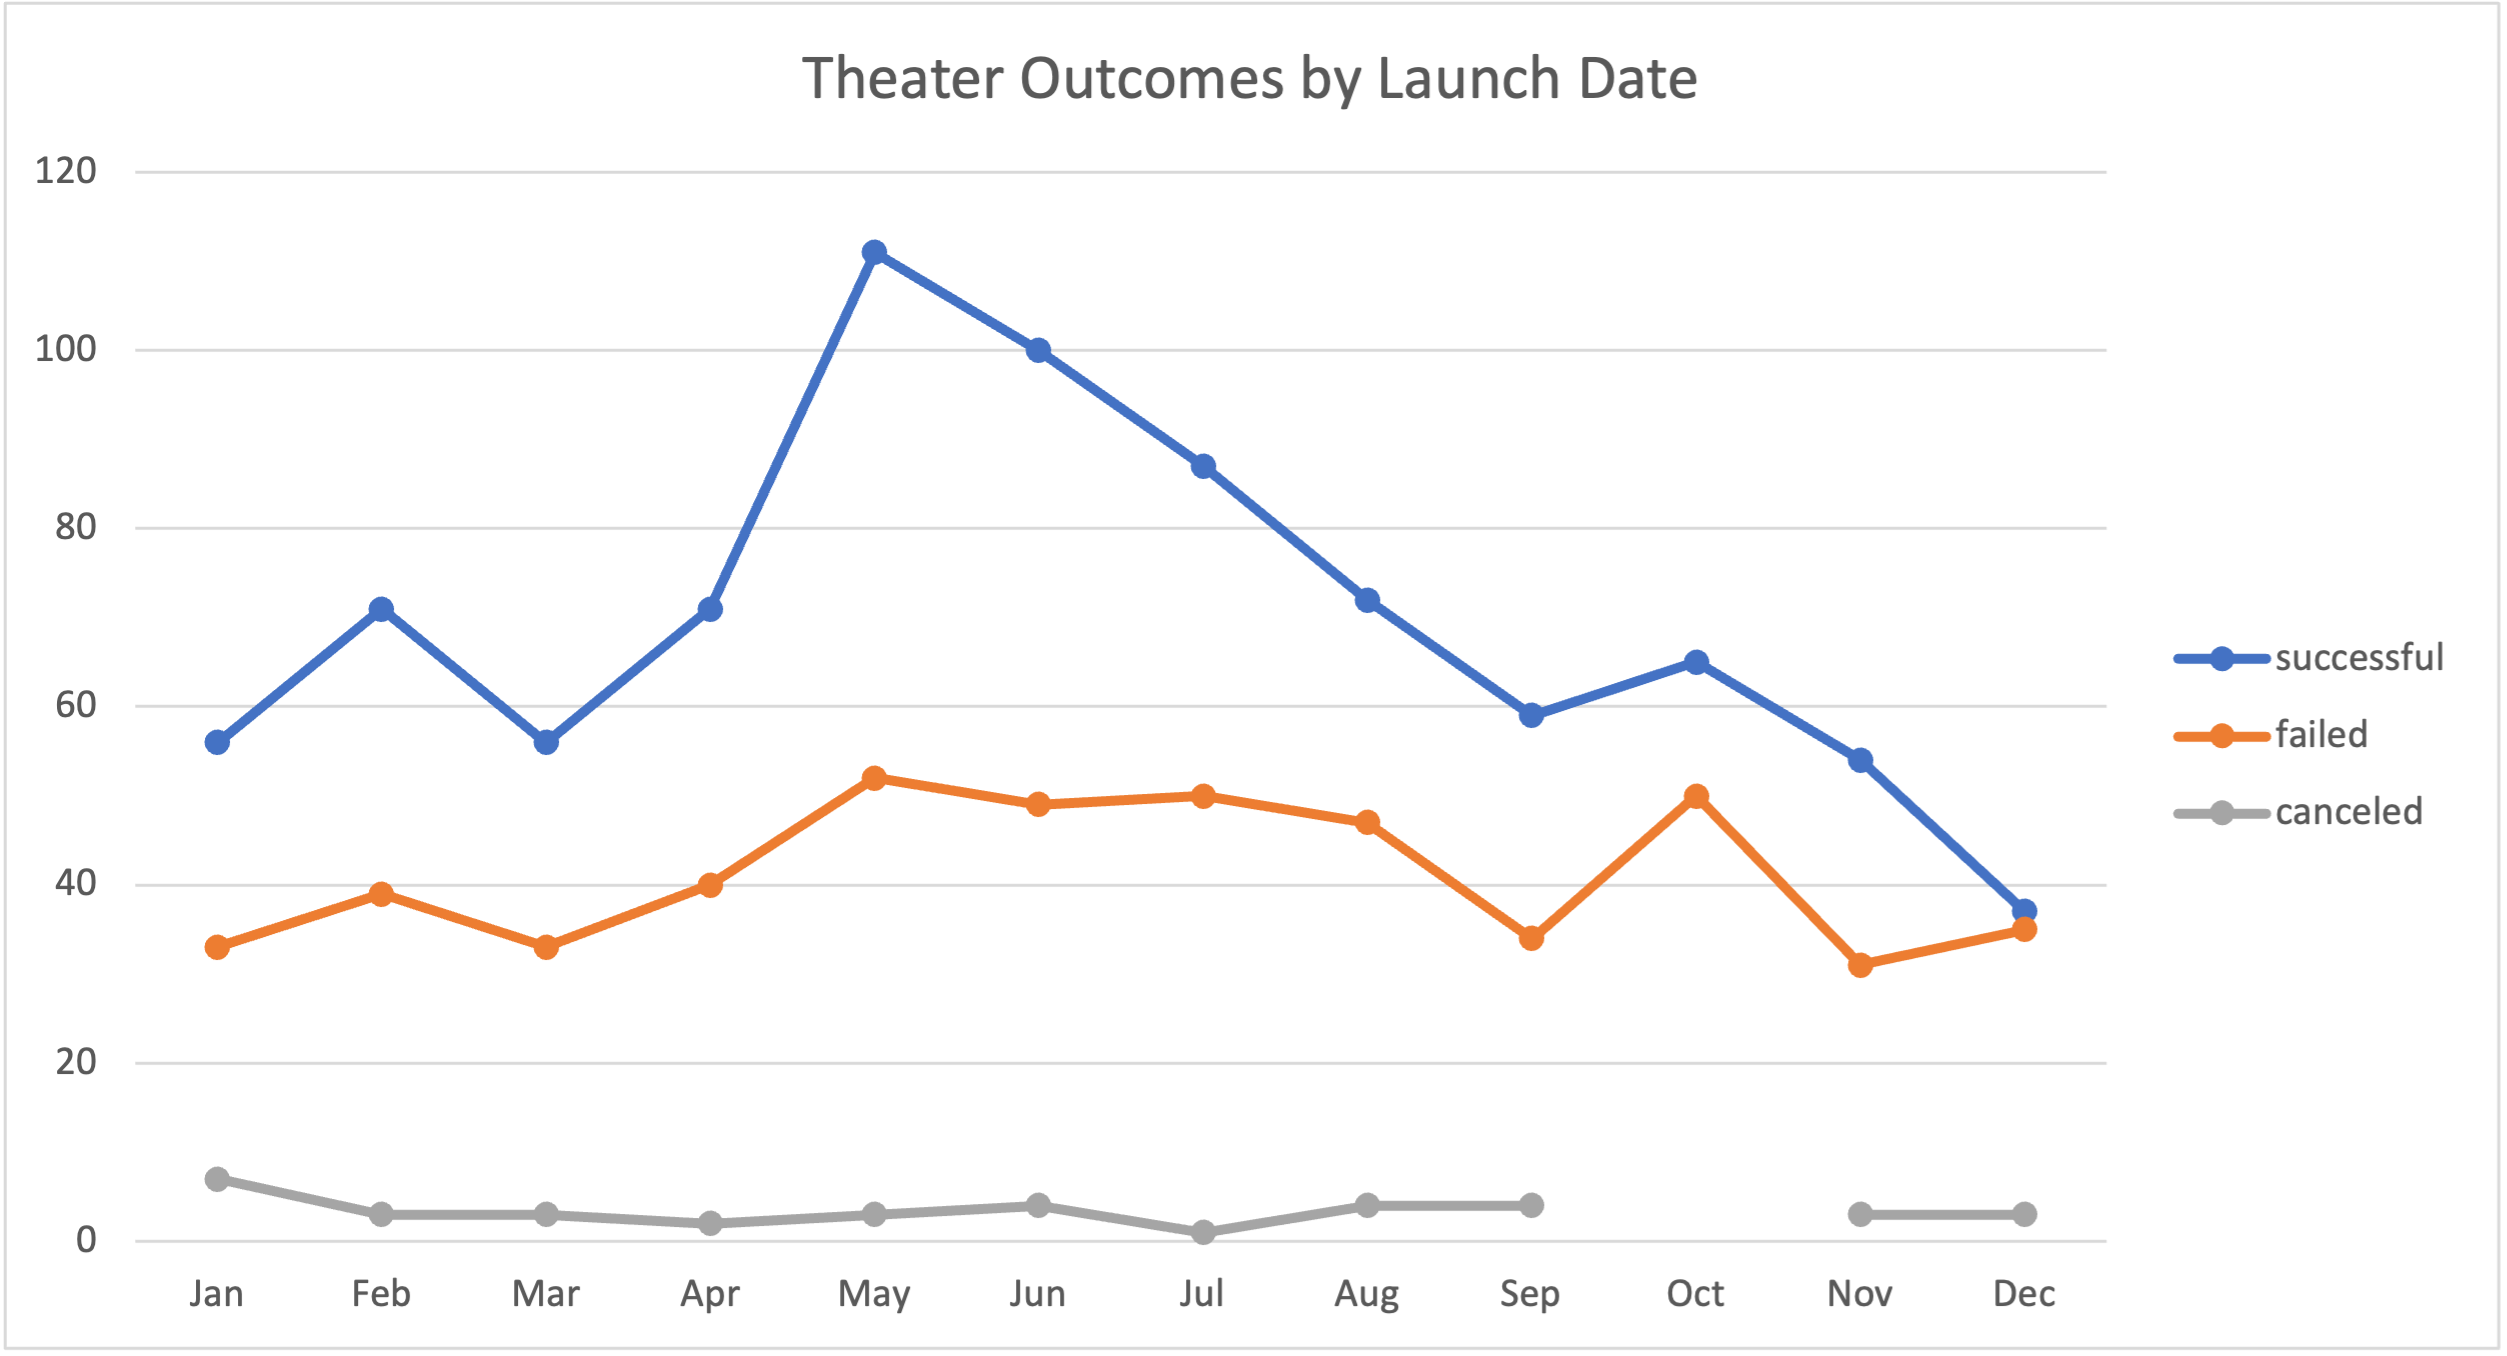 Theater Outcomes by Launch Date
120
100
80
60
40
20
0
Jan Feb Mar Apr May Jun Jul Aug Sep Oct Nov Dec
successful
failed
canceled